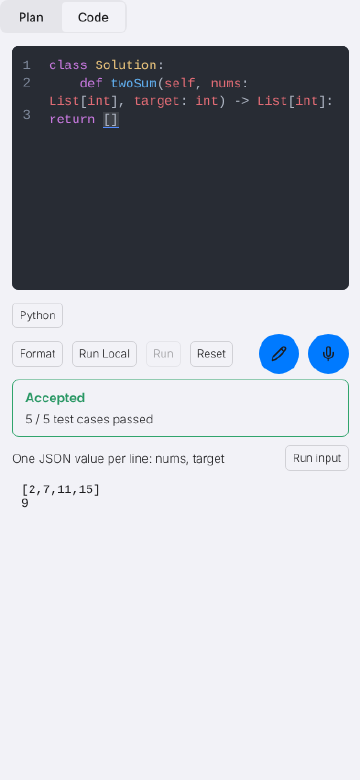 Plan Code
1 class Solution:
2     def twoSum(self, nums:
List[int], target: int) -> List[int]:
3 return []
Python
Format Run Local Run Reset
Accepted
5 / 5 test cases passed
One JSON value per line: nums, target Run input
[2,7,11,15]
9